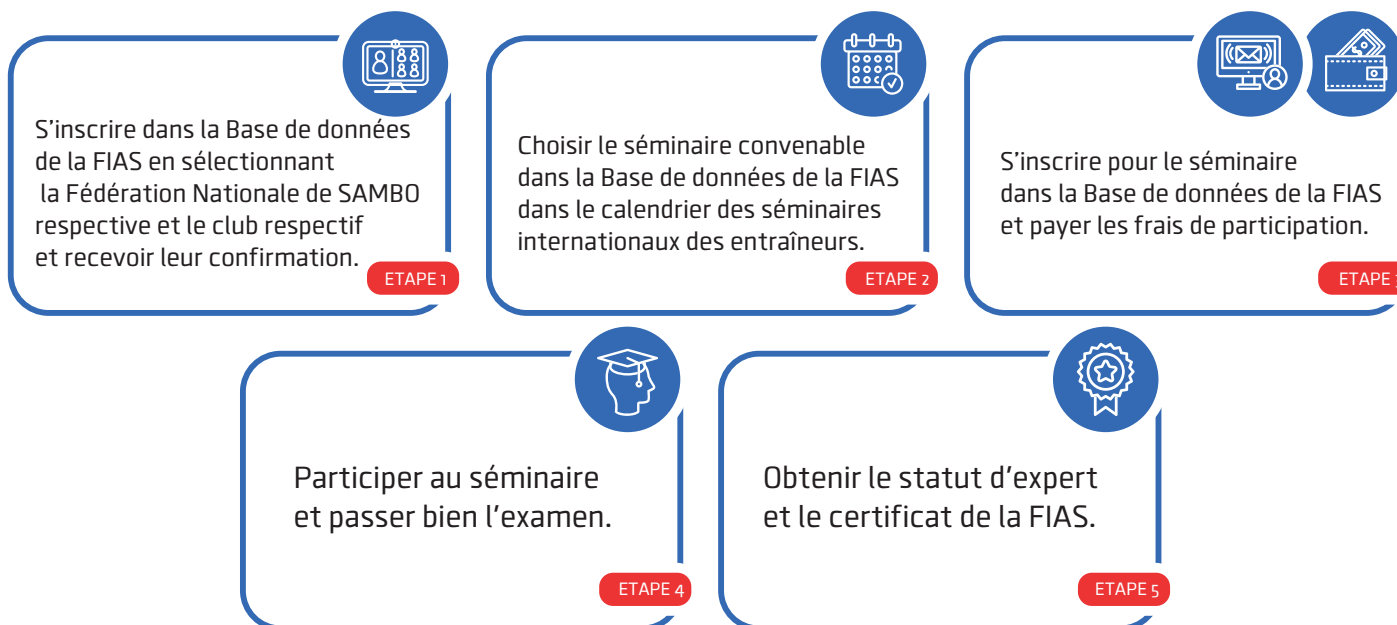 S’inscrire dans la Base de données
de la FIAS en sélectionnant
la Fédération Nationale de SAMBO
respective et le club respectif
et recevoir leur confirmation.
ETAPE 1
Choisir le séminaire convenable
dans la Base de données de la FIAS
dans le calendrier des séminaires
internationaux des entraîneurs.
ETAPE 2
S’inscrire pour le séminaire
dans la Base de données de la FIAS
et payer les frais de participation.
ETAPE 3
Participer au séminaire
et passer bien l’examen.
ETAPE 4
Obtenir le statut d’expert
et le certificat de la FIAS.
ETAPE 5